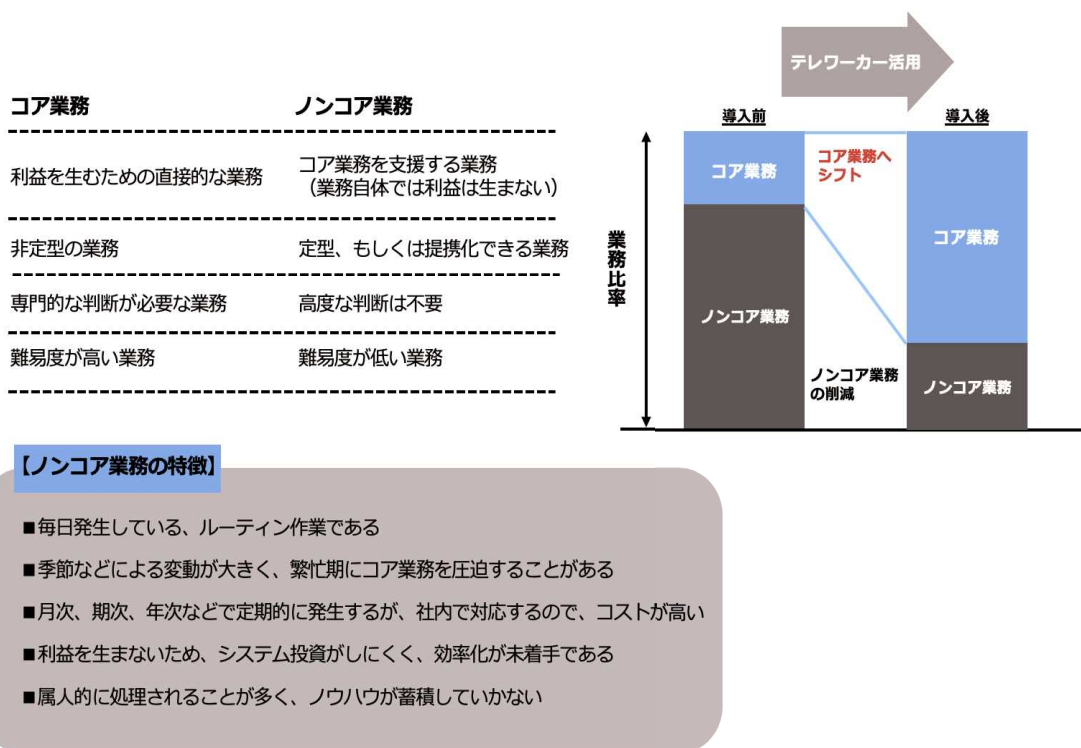 コア業務
ノンコア業務
利益を生むための直接的な業務
コア業務を支援する業務
（業務自体では利益は生まない）
非定型の業務
定型、もしくは提携化できる業務
専門的な判断が必要な業務
高度な判断は不要
難易度が高い業務
難易度が低い業務
テレワーカー活用
導入前
導入後
コア業務
コア業務へ
シフト
コア業務
業務比率
ノンコア業務
ノンコア業務
の削減
ノンコア業務
【ノンコア業務の特徴】
■毎日発生している、ルーティン作業である
■季節などによる変動が大きく、繁忙期にコア業務を圧迫することがある
■月次、期次、年次などで定期的に発生するが、社内で対応するので、コストが高い
■利益を生まないため、システム投資がしにくく、効率化が未着手である
■属人的に処理されることが多く、ノウハウが蓄積していかない